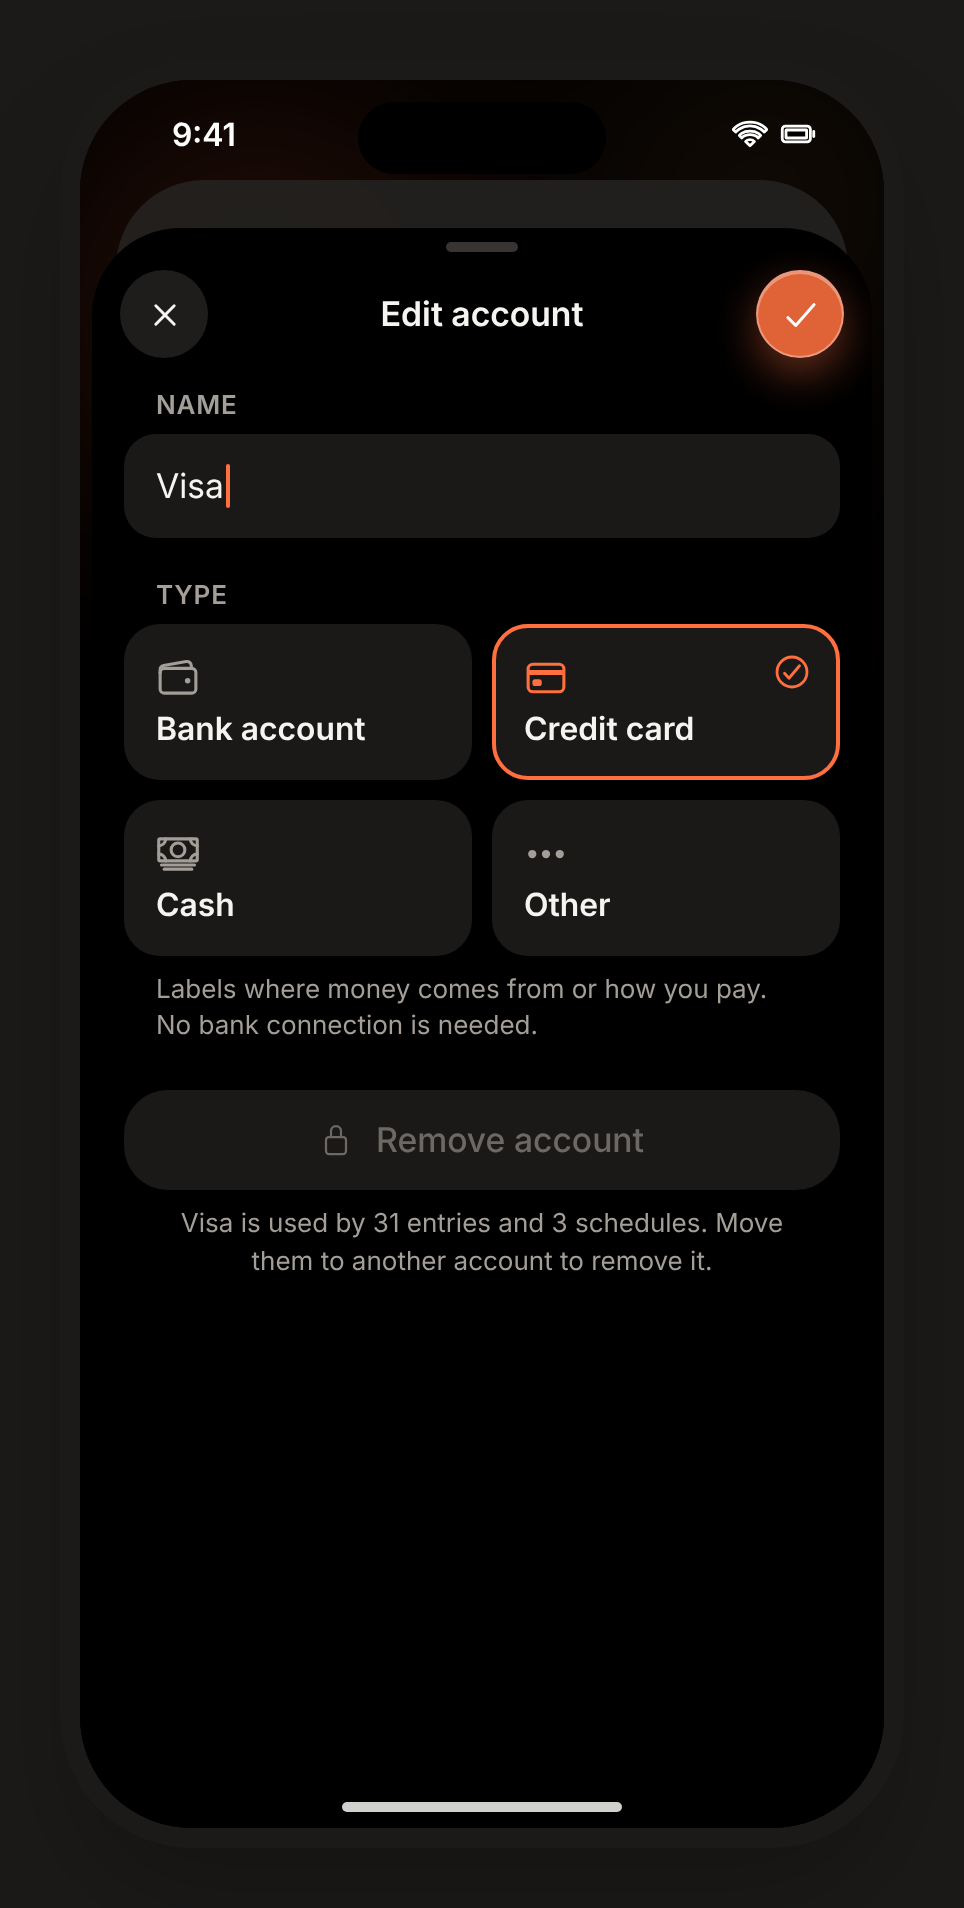 9:41
Edit account
NAME
Visa
TYPE
Bank account
Credit card
Cash
Other
Labels where money comes from or how you pay.
No bank connection is needed.
Remove account
Visa is used by 31 entries and 3 schedules. Move
them to another account to remove it.